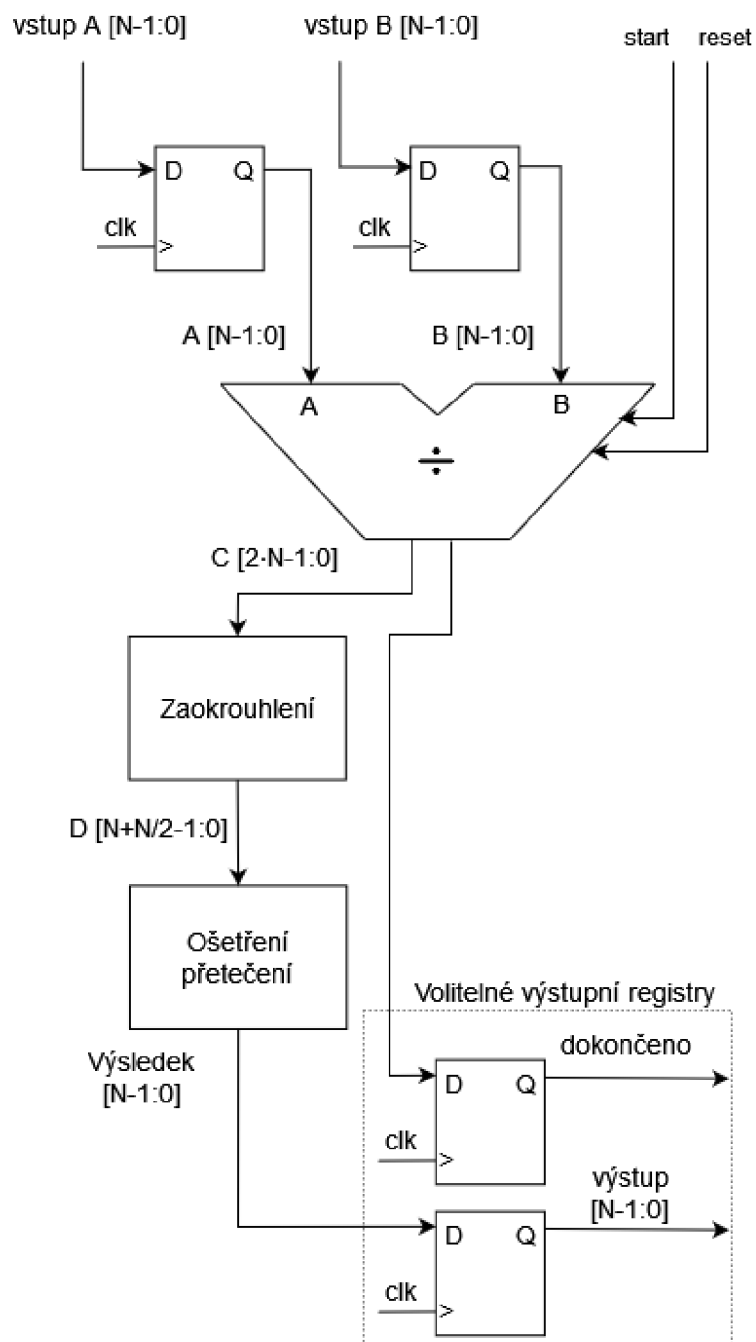 vstup A [N-1:0]
vstup B [N-1:0]
start
reset
D Q
clk >
D Q
clk >
A [N-1:0]
B [N-1:0]
A
B
÷
C [2·N-1:0]
Zaokrouhlení
D [N+N/2-1:0]
Ošetření
přetečení
Výsledek
[N-1:0]
Volitelné výstupní registry
D Q
dokončeno
clk >
D Q
výstup
[N-1:0]
clk >